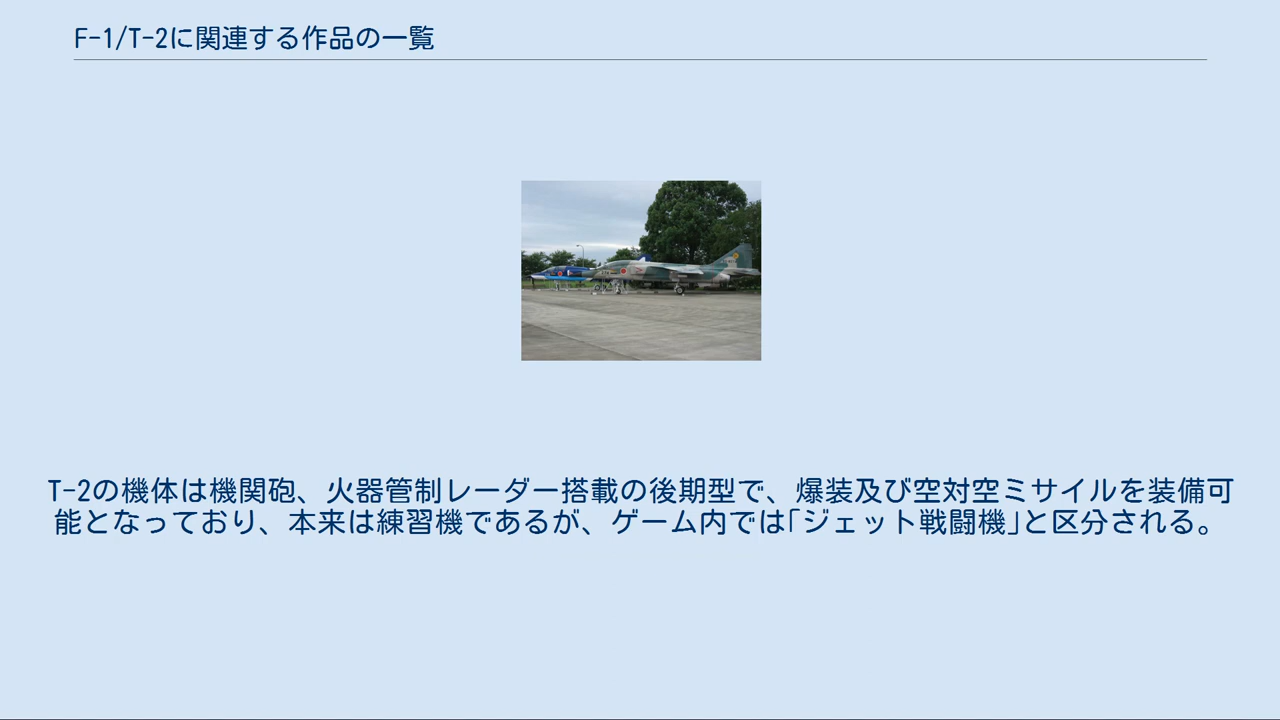 F-1/T-2に関連する作品の一覧
T-2の機体は機関砲、火器管制レーダー搭載の後期型で、爆装及び空対空ミサイルを装備可
能となっており、本来は練習機であるが、ゲーム内では｢ジェット戦闘機｣と区分される。